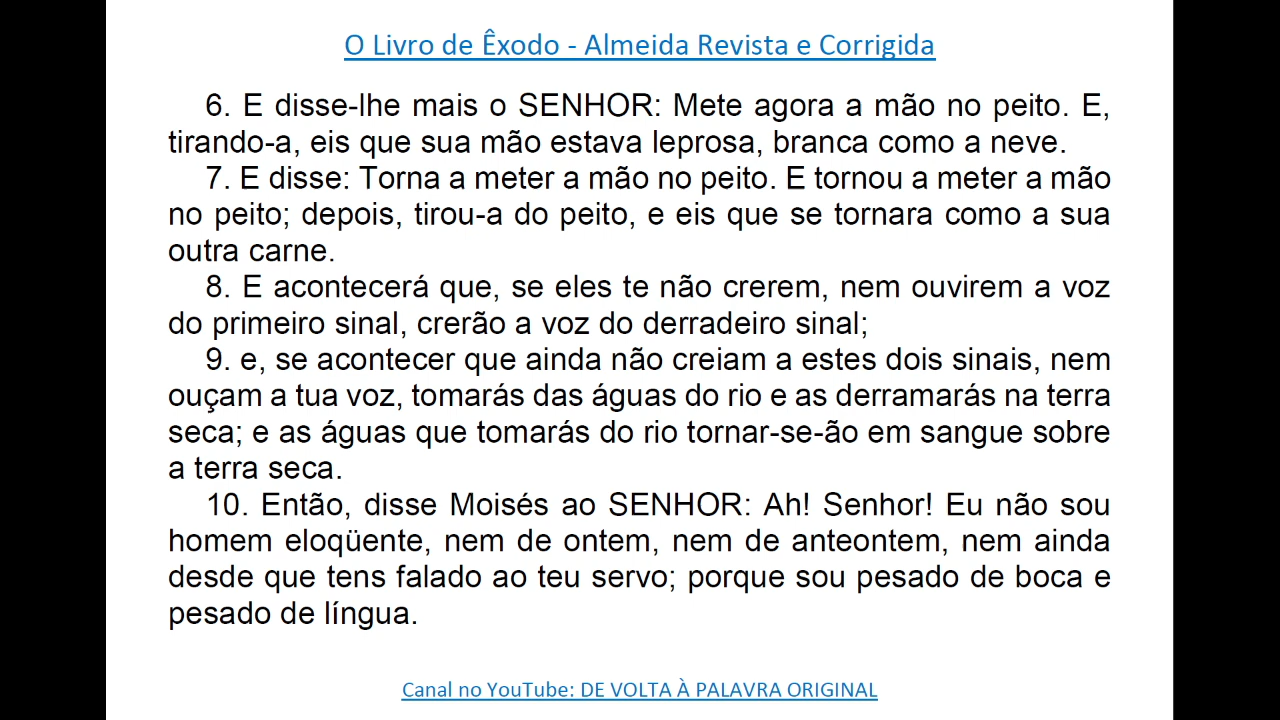 O Livro de Êxodo - Almeida Revista e Corrigida
6. E disse-lhe mais o SENHOR: Mete agora a mão no peito. E,
tirando-a, eis que sua mão estava leprosa, branca como a neve.
7. E disse: Torna a meter a mão no peito. E tornou a meter a mão
no peito; depois, tirou-a do peito, e eis que se tornara como a sua
outra carne.
8. E acontecerá que, se eles te não crerem, nem ouvirem a voz
do primeiro sinal, crerão a voz do derradeiro sinal;
9. e, se acontecer que ainda não creiam a estes dois sinais, nem
ouçam a tua voz, tomarás das águas do rio e as derramarás na terra
seca; e as águas que tomarás do rio tornar-se-ão em sangue sobre
a terra seca.
10. Então, disse Moisés ao SENHOR: Ah! Senhor! Eu não sou
homem eloqüente, nem de ontem, nem de anteontem, nem ainda
desde que tens falado ao teu servo; porque sou pesado de boca e
pesado de língua.
Canal no YouTube: DE VOLTA À PALAVRA ORIGINAL